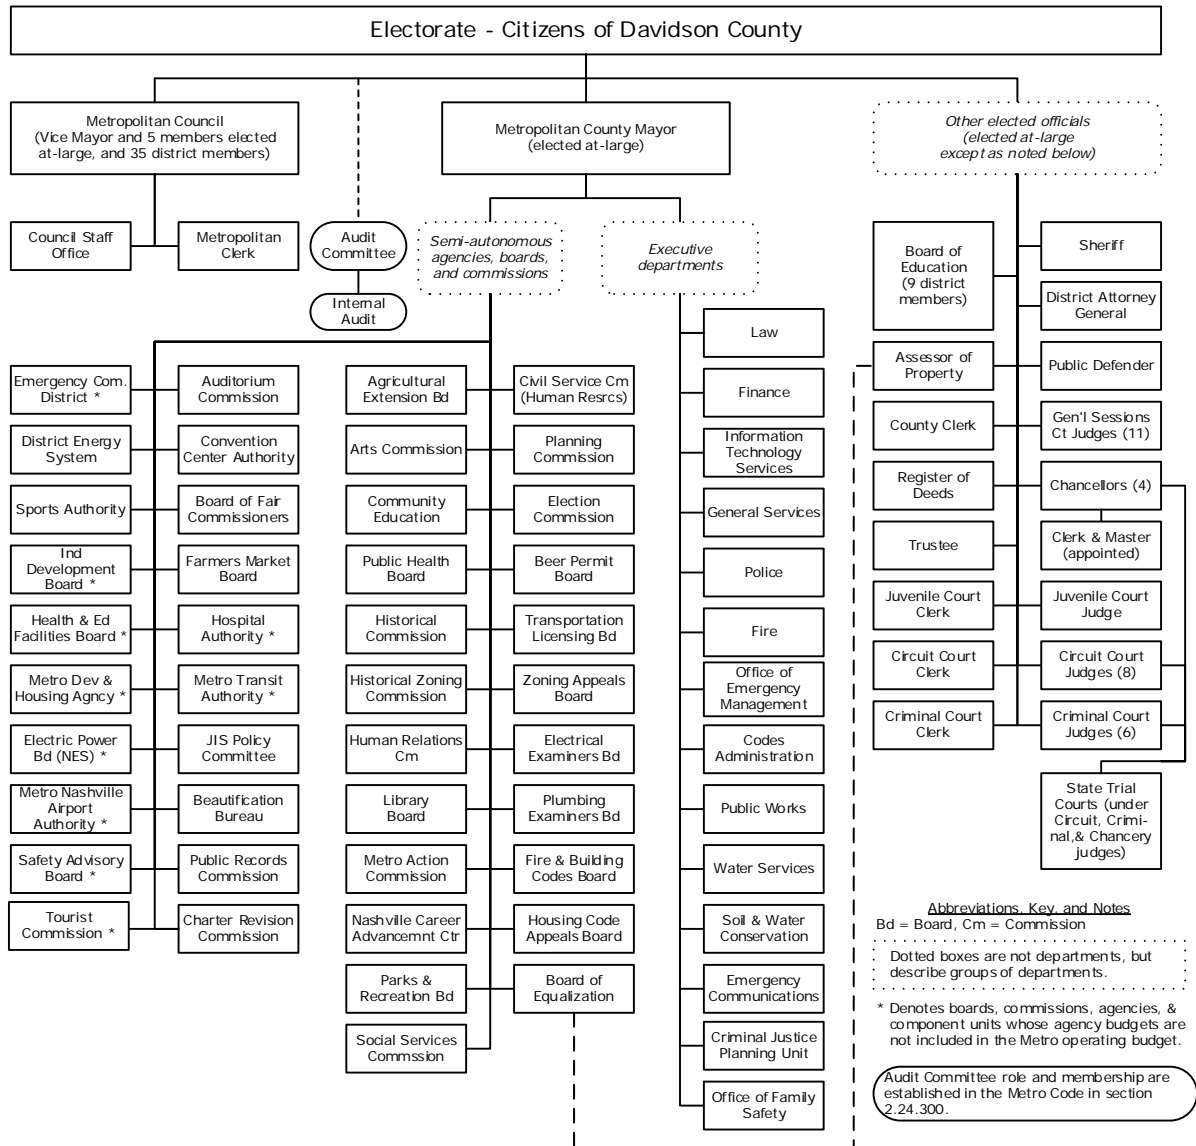 Electorate - Citizens of Davidson County
Metropolitan Council
(Vice Mayor and 5 members elected
at-large, and 35 district members)
Metropolitan County Mayor
(elected at-large)
Other elected officials
(elected at-large
except as noted below)
Council Staff
Office
Metropolitan
Clerk
Audit
Committee
Internal
Audit
Semi-autonomous
agencies, boards,
and commissions
Executive
departments
Emergency Com.
District *
Auditorium
Commission
District Energy
System
Convention
Center Authority
Sports Authority
Board of Fair
Commissioners
Ind
Development
Board *
Farmers Market
Board
Health & Ed
Facilities Board *
Hospital
Authority *
Metro Dev &
Housing Agncy *
Metro Transit
Authority *
Electric Power
Bd (NES) *
JIS Policy
Committee
Metro Nashville
Airport
Authority *
Beautification
Bureau
Safety Advisory
Board *
Public Records
Commission
Tourist
Commission *
Charter Revision
Commission
Agricultural
Extension Bd
Civil Service Cm
(Human Resrcs)
Arts Commission
Planning
Commission
Community
Education
Election
Commission
Public Health
Board
Beer Permit
Board
Historical
Commission
Transportation
Licensing Bd
Historical Zoning
Commission
Zoning Appeals
Board
Human Relations
Cm
Electrical
Examiners Bd
Library
Board
Plumbing
Examiners Bd
Metro Action
Commission
Fire & Building
Codes Board
Nashville Career
Advancemnt Ctr
Housing Code
Appeals Board
Parks &
Recreation Bd
Board of
Equalization
Social Services
Commssion
Law
Finance
Information
Technology
Services
General Services
Police
Fire
Office of
Emergency
Management
Codes
Administration
Public Works
Water Services
Soil & Water
Conservation
Emergency
Communications
Criminal Justice
Planning Unit
Office of Family
Safety
Board of
Education
(9 district
members)
Sheriff
District Attorney
General
Assessor of
Property
Public Defender
County Clerk
Gen'l Sessions
Ct Judges (11)
Register of
Deeds
Chancellors (4)
Trustee
Clerk & Master
(appointed)
Juvenile Court
Clerk
Juvenile Court
Judge
Circuit Court
Clerk
Circuit Court
Judges (8)
Criminal Court
Clerk
Criminal Court
Judges (6)
State Trial
Courts (under
Circuit, Crimi-
nal,& Chancery
judges)
Abbreviations, Key, and Notes
Bd = Board, Cm = Commission
Dotted boxes are not departments, but
describe groups of departments.
* Denotes boards, commissions, agencies, &
component units whose agency budgets are
not included in the Metro operating budget.
Audit Committee role and membership are
established in the Metro Code in section
2.24.300.